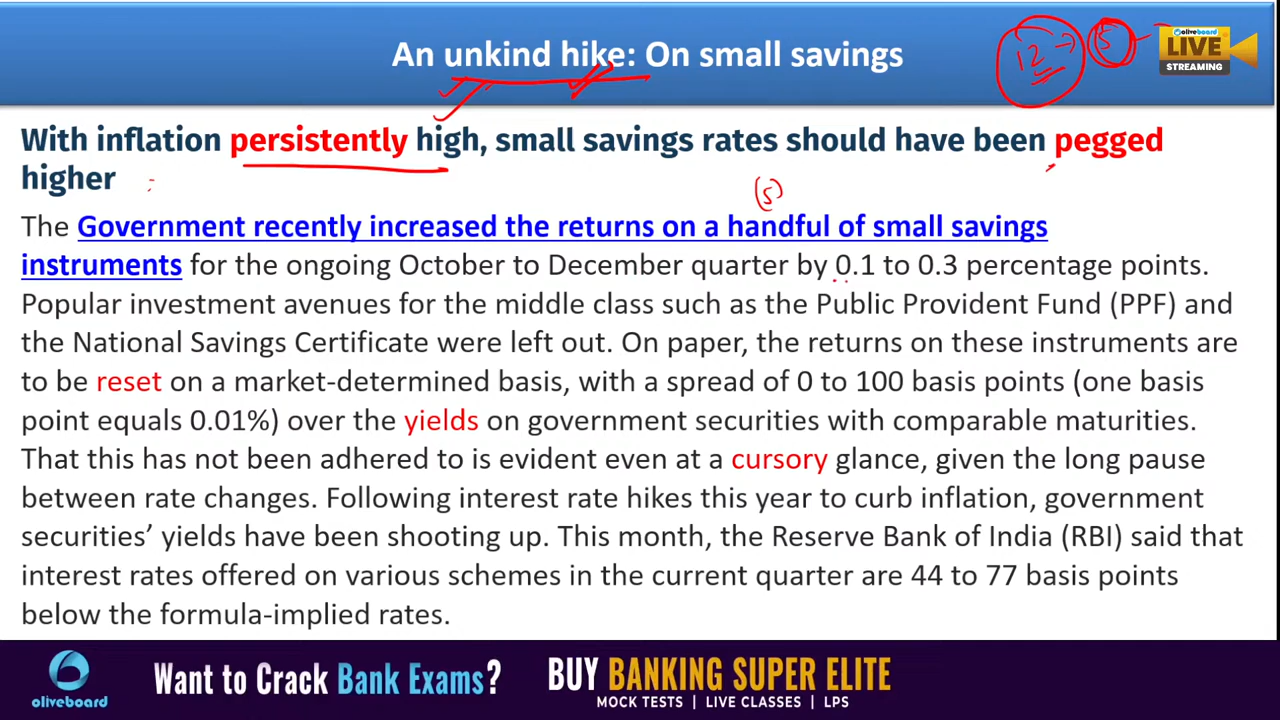 An unkind hike: On small savings
12 → 5 -
oliveboard
LIVE
STREAMING
With inflation persistently high, small savings rates should have been pegged
higher
(5)
The Government recently increased the returns on a handful of small savings
instruments for the ongoing October to December quarter by 0.1 to 0.3 percentage points.
Popular investment avenues for the middle class such as the Public Provident Fund (PPF) and
the National Savings Certificate were left out. On paper, the returns on these instruments are
to be reset on a market-determined basis, with a spread of 0 to 100 basis points (one basis
point equals 0.01%) over the yields on government securities with comparable maturities.
That this has not been adhered to is evident even at a cursory glance, given the long pause
between rate changes. Following interest rate hikes this year to curb inflation, government
securities’ yields have been shooting up. This month, the Reserve Bank of India (RBI) said that
interest rates offered on various schemes in the current quarter are 44 to 77 basis points
below the formula-implied rates.
oliveboard
Want to Crack Bank Exams?
BUY BANKING SUPER ELITE
MOCK TESTS | LIVE CLASSES | LPS